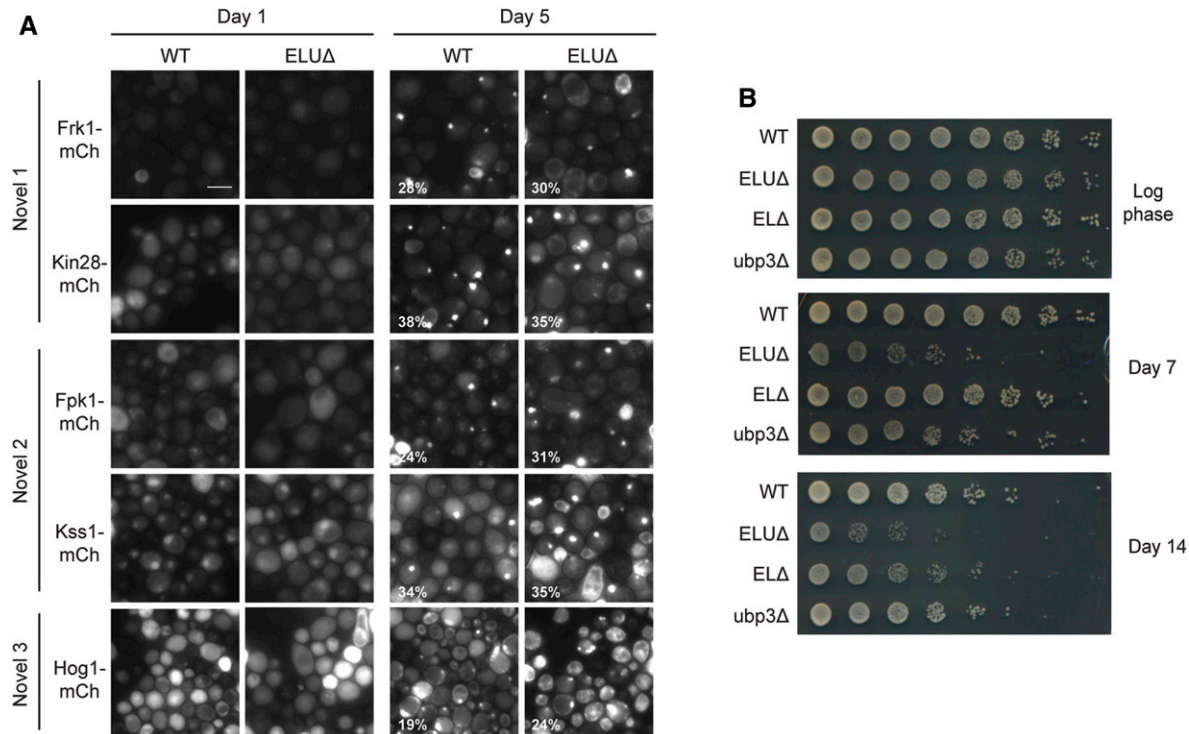 A
Day 1
Day 5
WT
ELUΔ
WT
ELUΔ
Novel 1
Frk1-
mCh
28%
30%
Kin28-
mCh
38%
35%
Novel 2
Fpk1-
mCh
24%
31%
Kss1-
mCh
34%
35%
Novel 3
Hog1-
mCh
19%
24%
B
WT
ELUΔ
ELΔ
ubp3Δ
Log
phase
WT
ELUΔ
ELΔ
ubp3Δ
Day 7
WT
ELUΔ
ELΔ
ubp3Δ
Day 14